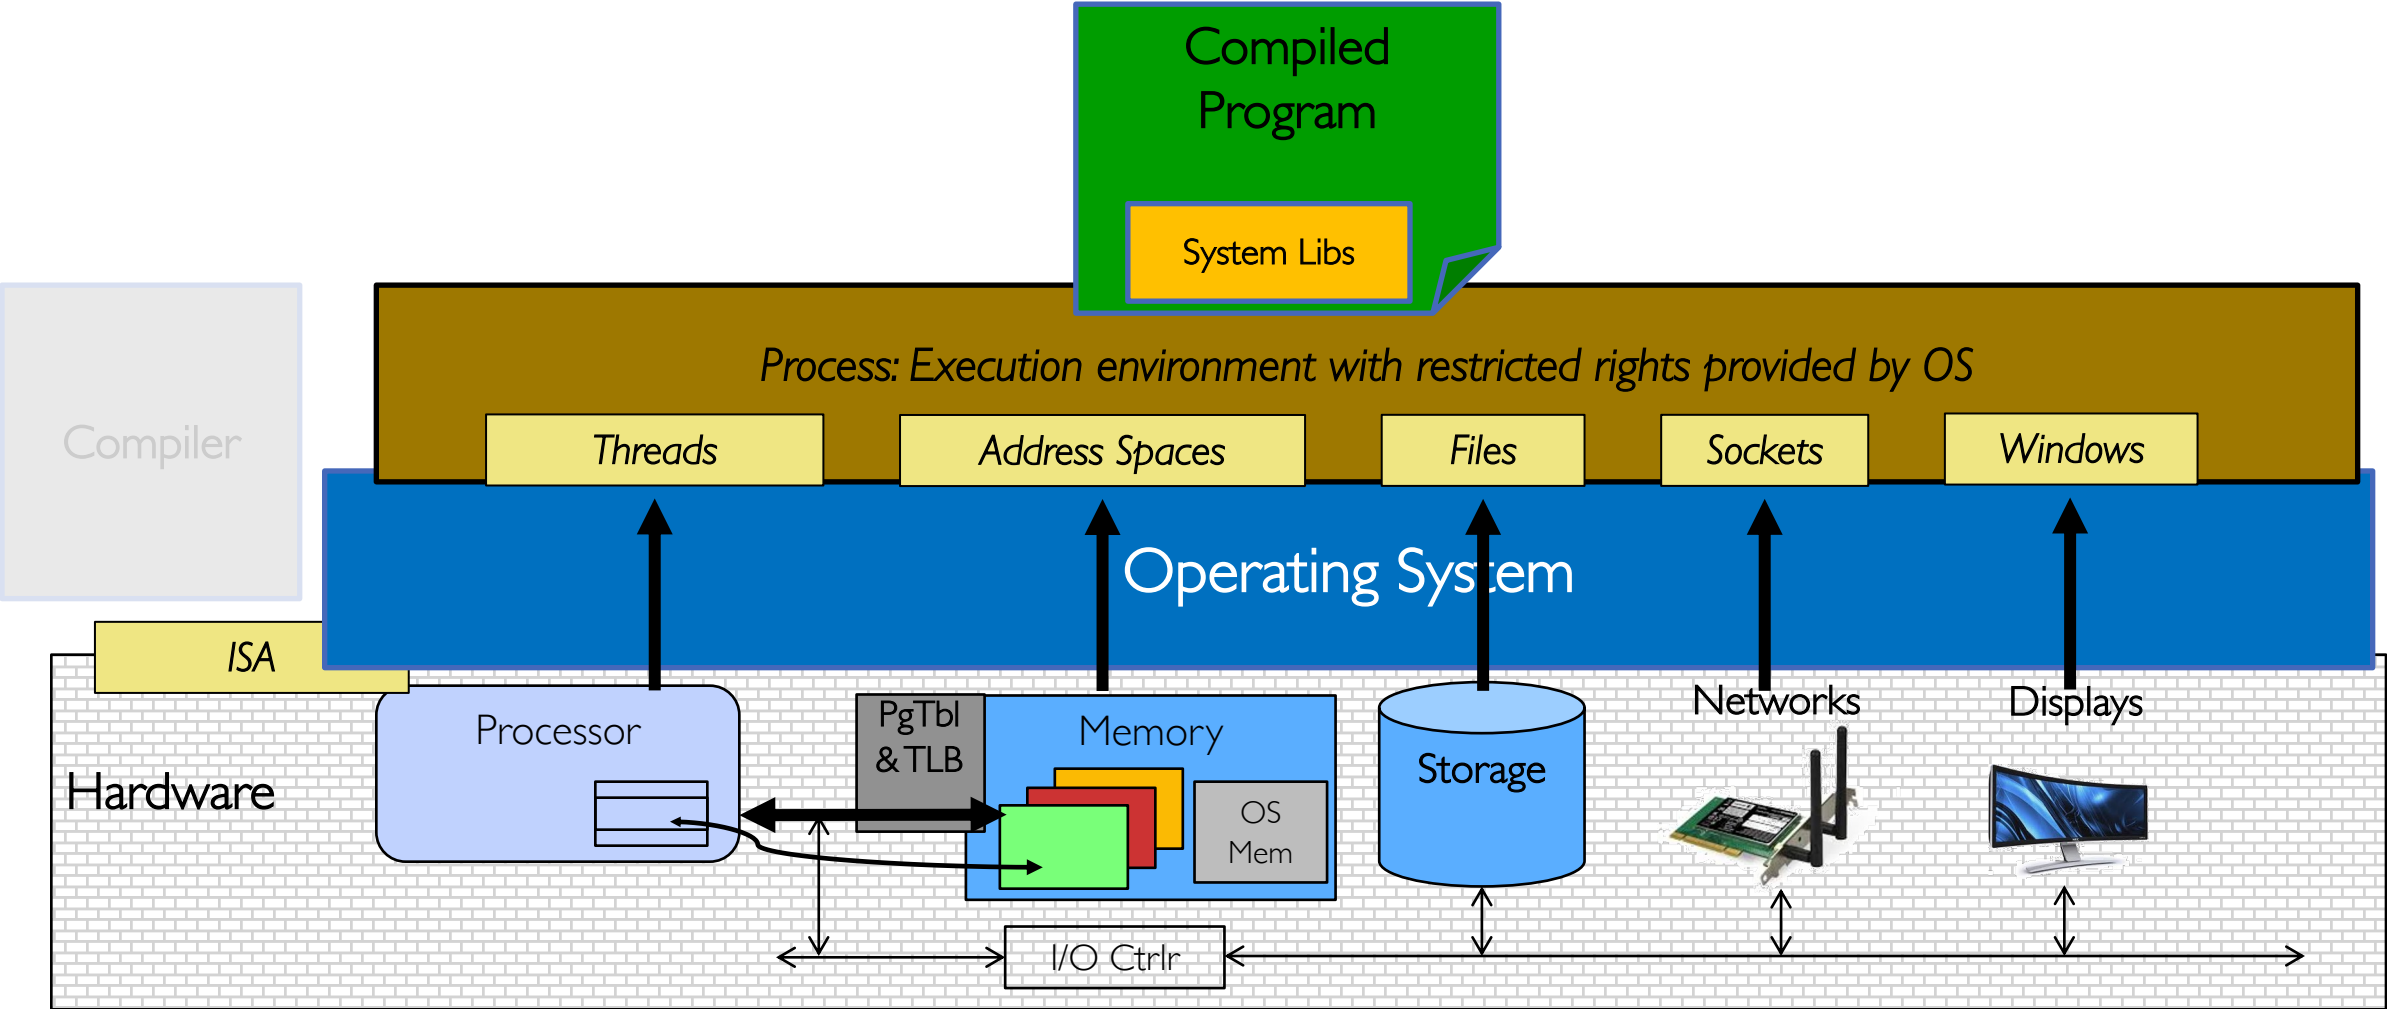 Compiled
Program
System Libs
Process: Execution environment with restricted rights provided by OS
Compiler
Threads
Address Spaces
Files
Sockets
Windows
Operating System
ISA
Hardware
Processor
PgTbl
& TLB
Memory
OS
Mem
Storage
Networks
Displays
I/O Ctrlr